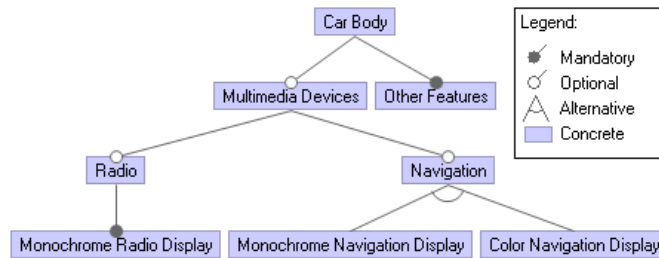 Car Body
Legend:
Mandatory
Optional
Alternative
Concrete
Multimedia Devices
Other Features
Radio
Navigation
Monochrome Radio Display
Monochrome Navigation Display
Color Navigation Display